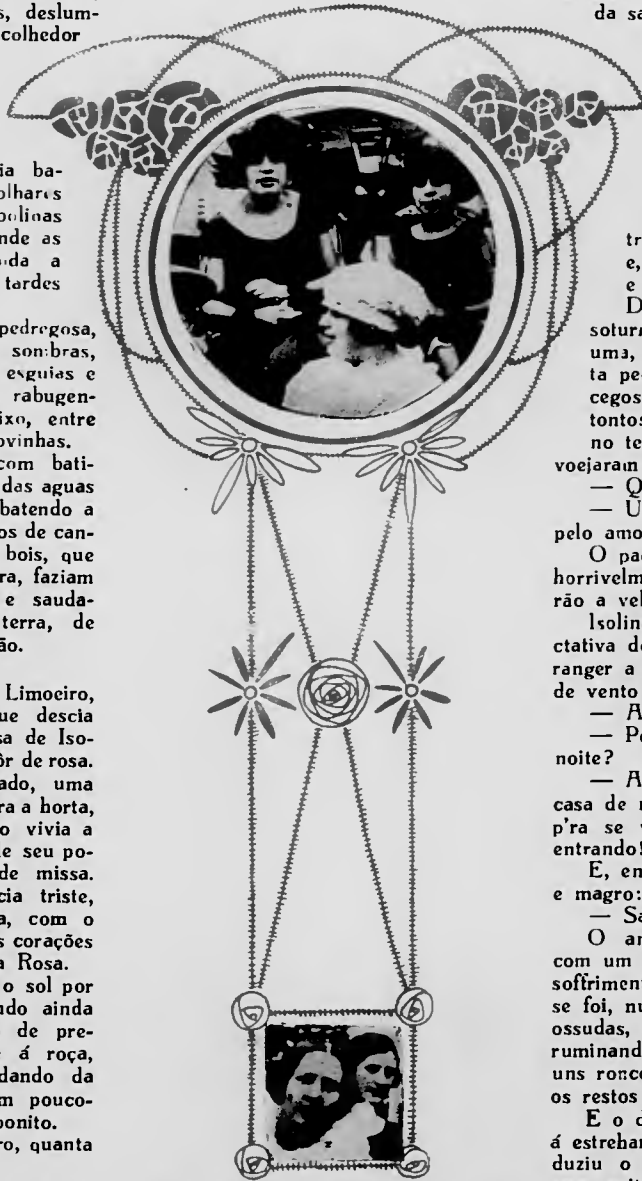 s, deslum-
colhedor
ia ba-
olhares
polinas
nde as
da a
tardes
pedregosa,
sombras,
esguias e
rabugen-
ixo, entre
ovinhas.
com bati-
das aguas
batendo a
os de can-
bois, que
ra, faziam
e sauda-
terra, de
ão.
Limoeiro,
ue descia
sa de Iso-
ôr de rosa.
ado, uma
ra a horta,
o vivia a
e seu po-
de missa.
cia triste,
a, com o
s corações
a Rosa.
o sol por
ndo ainda
de pre-
á roça,
dando da
m pouco-
bonito.
ro, quanta
da sa
tr
e,
e
D
soturn
uma,
ta pe
cegos
tontos
no te
voejaram
— Q
— U
pelo amo
O pa
horrivelm
rão a vel
Isolin
ctativa d
ranger a
de vento
— A
— Pe
noite?
— A
casa de
p'ra se
entrando!
E, en
e magro:
— Sa
O an
com um
soffriment
se foi, nu
ossudas,
ruminand
uns ronco
os restos
E o c
á estrehar
duziu o